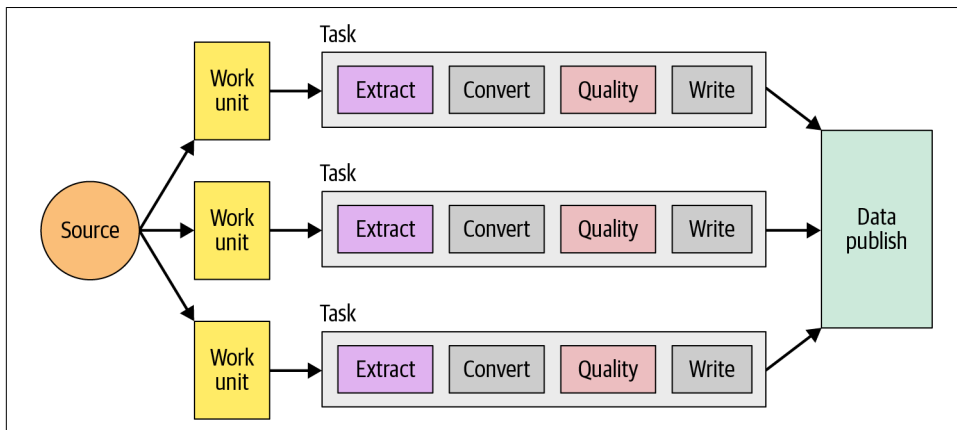 Task
Work
unit
Extract
Convert
Quality
Write
Task
Source
Work
unit
Extract
Convert
Quality
Write
Data
publish
Task
Work
unit
Extract
Convert
Quality
Write